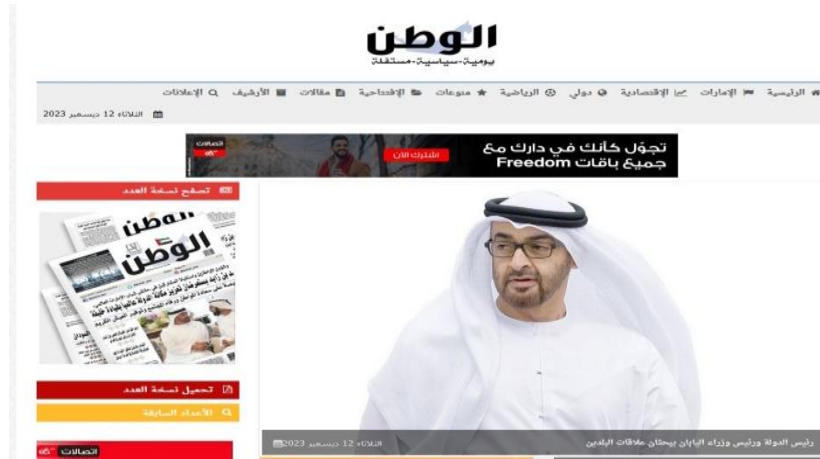 الوطن
يومية-سياسية-مستقلة
الرئيسية الإمارات الإقتصادية دولي الرياضية منوعات الإفتتاحية مقالات الأرشيف الإعلانات
الثلاثاء 12 ديسمبر 2023
تجوّل كأنك في دارك مع
جميع باقات Freedom
اشترك الآن
اتصالات
تصفح نسخة العدد
الوطن
الوطن
تحميل نسخة العدد
الأعداد السابقة
اتصالات
رئيس الدولة ورئيس وزراء اليابان يبحثان علاقات البلدين
الثلاثاء 12 ديسمبر 2023